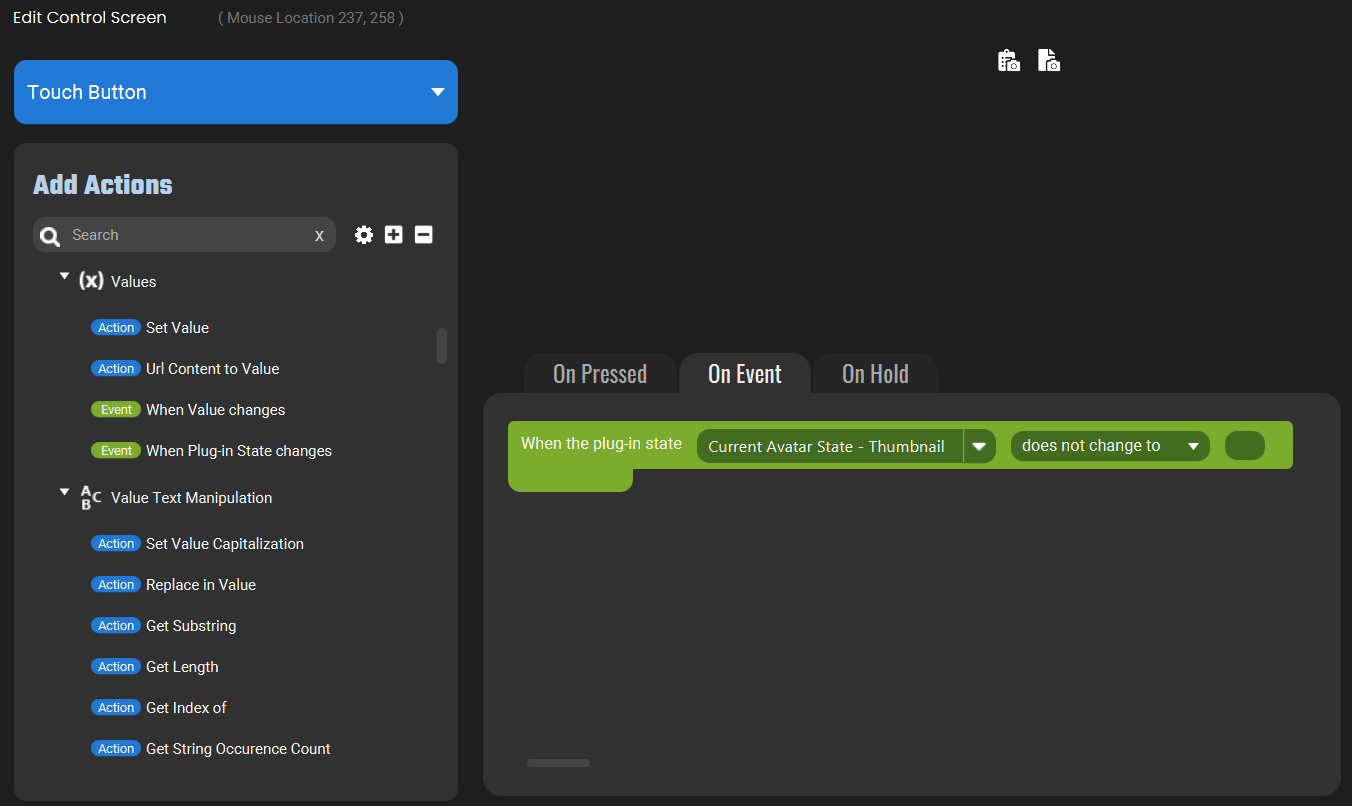 Edit Control Screen ( Mouse Location 237, 258 )
Touch Button
Add Actions
Search x
(x) Values
Action Set Value
Action Url Content to Value
Event When Value changes
Event When Plug-in State changes
ABC Value Text Manipulation
Action Set Value Capitalization
Action Replace in Value
Action Get Substring
Action Get Length
Action Get Index of
Action Get String Occurence Count
On Pressed On Event On Hold
When the plug-in state Current Avatar State - Thumbnail does not change to